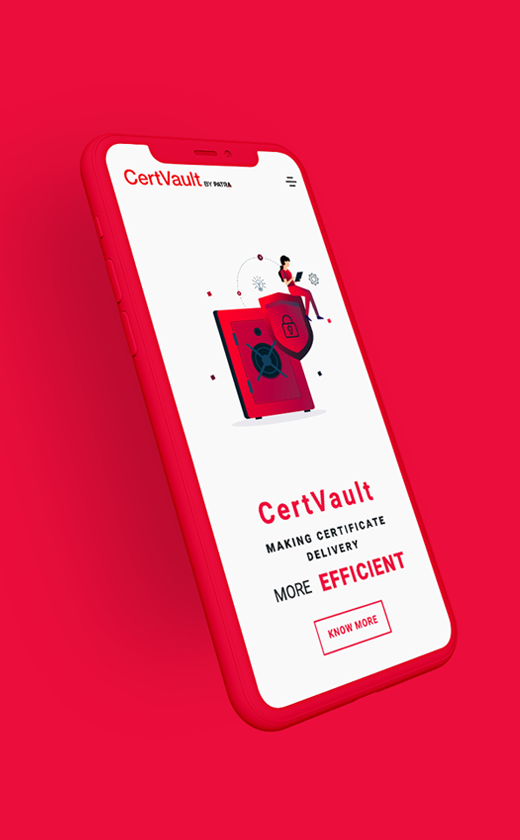 CertVault BY PATRA
CertVault
MAKING CERTIFICATE
DELIVERY
MORE EFFICIENT
KNOW MORE